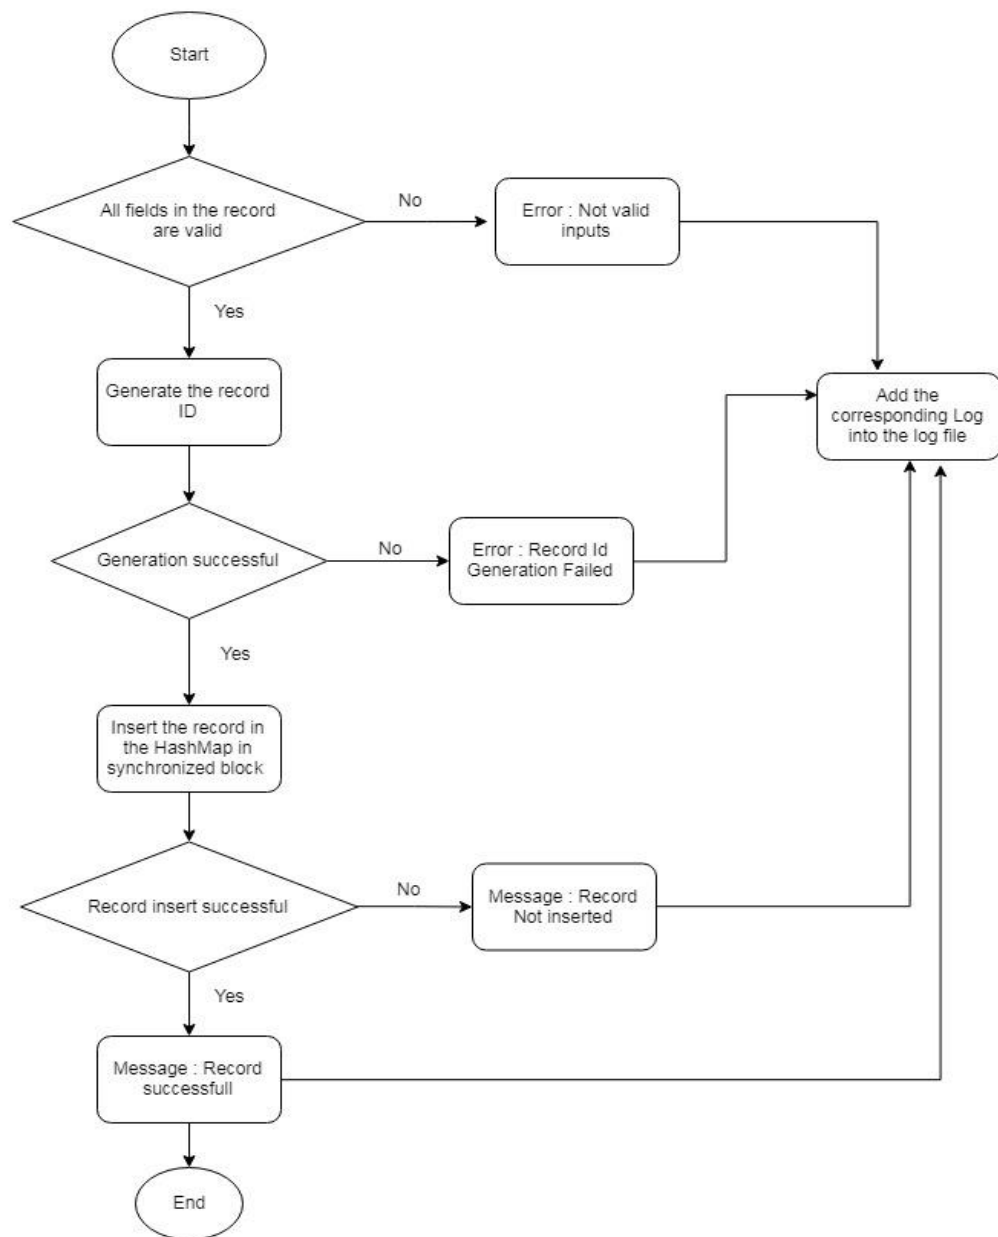 Start
All fields in the record
are valid
No
Error : Not valid
inputs
Yes
Generate the record
ID
Add the
corresponding Log
into the log file
Generation successful
No
Error : Record Id
Generation Failed
Yes
Insert the record in
the HashMap in
synchronized block
Record insert successful
No
Message : Record
Not inserted
Yes
Message : Record
successfull
End